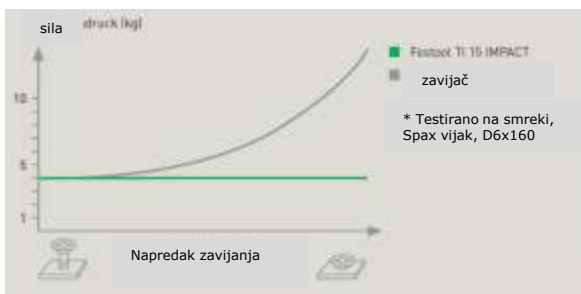 sila
druck [kg]
Festool TI 15 IMPACT
zavijač
10
* Testirano na smreki,
Spax vijak, D6x160
5
1
Napredak zavijanja